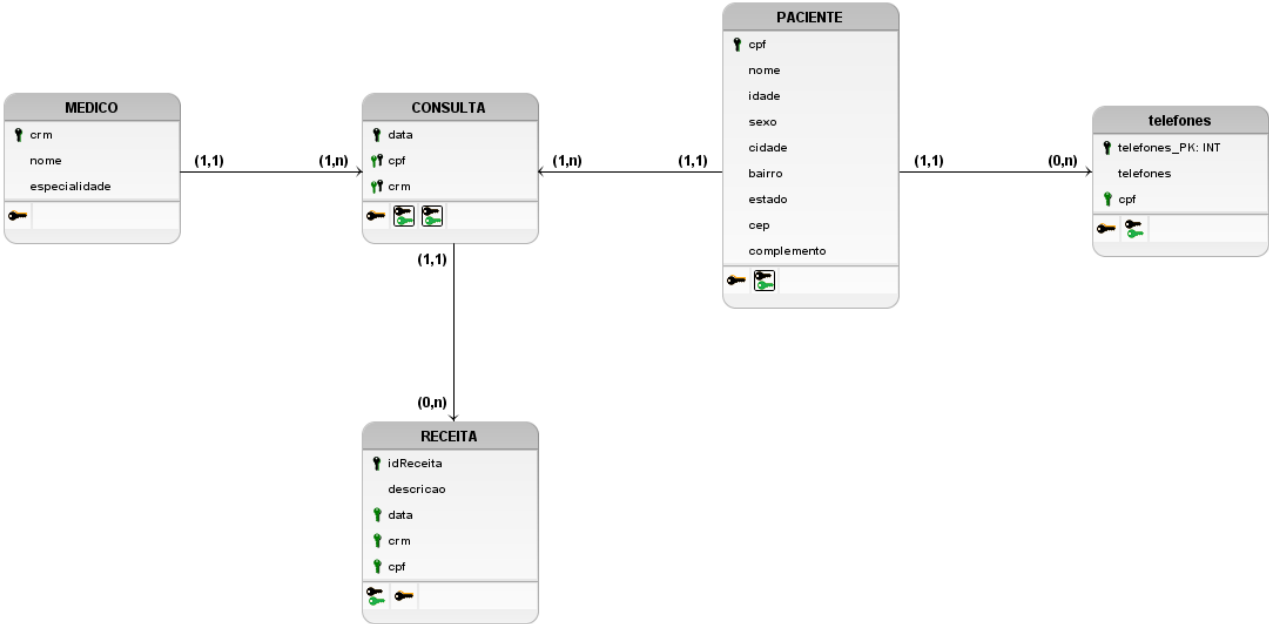 MEDICO
crm
nome
especialidade
(1,1)
(1,n)
CONSULTA
data
cpf
crm
(1,n)
(1,1)
PACIENTE
cpf
nome
idade
sexo
cidade
bairro
estado
cep
complemento
(1,1)
(0,n)
telefones
telefones_PK: INT
telefones
cpf
(1,1)
(0,n)
RECEITA
idReceita
descricao
data
crm
cpf